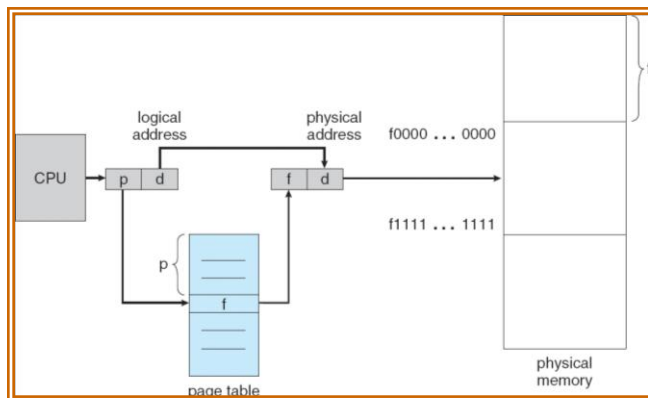 logical
address
physical
address
f0000 ... 0000
CPU
p
d
f
d
f1111 ... 1111
p
f
page table
physical
memory